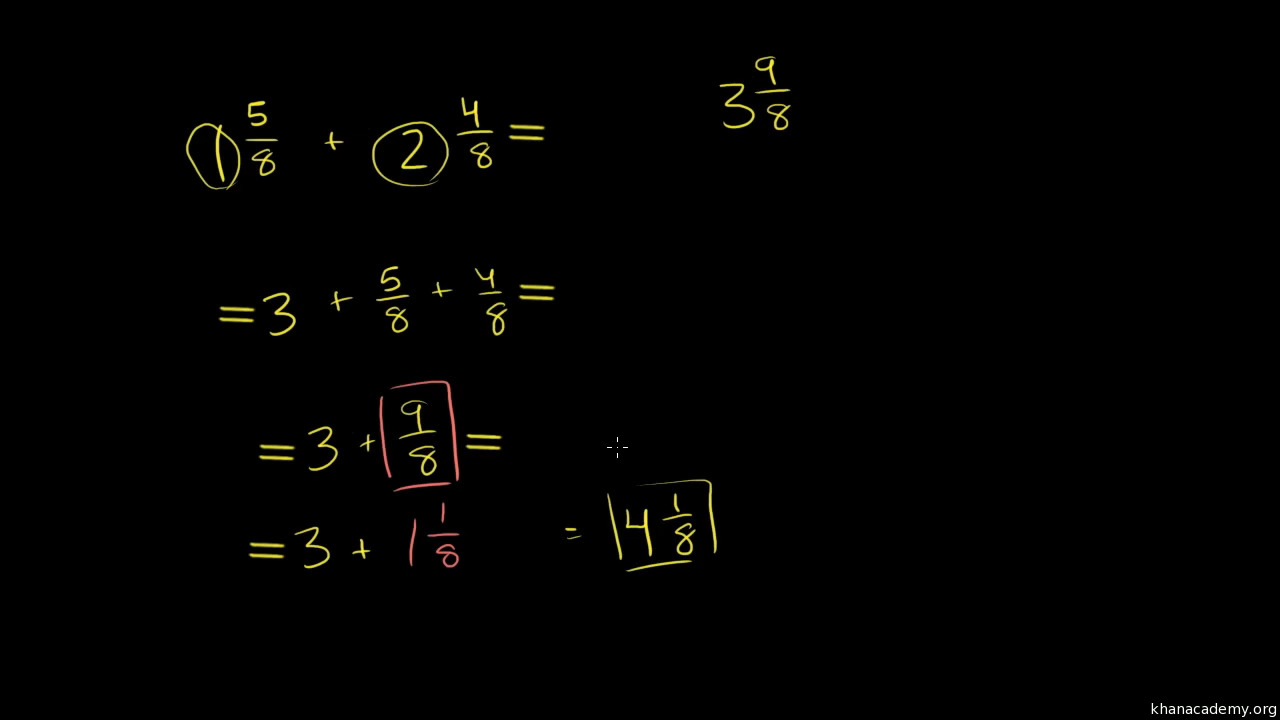 1 5/8 + 2 4/8 =
3 9/8
= 3 + 5/8 + 4/8 =
= 3 + 9/8 =
= 3 + 1 1/8 = 4 1/8
khanacademy.org